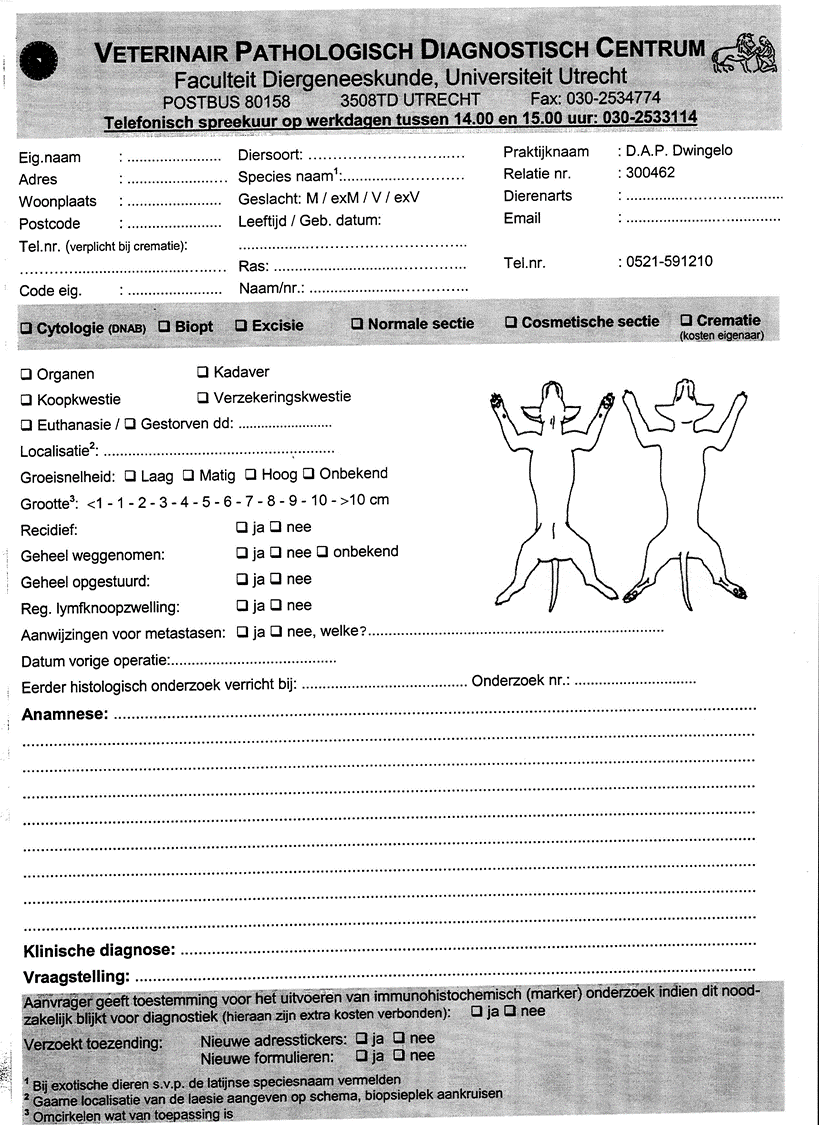 VETERINAIR PATHOLOGISCH DIAGNOSTISCH CENTRUM
Faculteit Diergeneeskunde, Universiteit Utrecht
POSTBUS 80158 3508TD UTRECHT Fax: 030-2534774
Telefonisch spreekuur op werkdagen tussen 14.00 en 15.00 uur: 030-2533114
Eig.naam : ...................... Diersoort: .................................... Praktijknaam : D.A.P. Dwingelo
Adres : ....................... Species naam¹:............................ Relatie nr. : 300462
Woonplaats : ...................... Geslacht: M / exM / V / exV Dierenarts : ....................................
Postcode : ...................... Leeftijd / Geb. datum: Email : ....................................
Tel.nr. (verplicht bij crematie): .....................................................
................................................ Ras: ............................................ Tel.nr. : 0521-591210
Code eig. : ...................... Naam/nr.: .....................................
☐ Cytologie (DNAB) ☐ Biopt ☐ Excisie ☐ Normale sectie ☐ Cosmetische sectie ☐ Crematie
(kosten eigenaar)
☐ Organen ☐ Kadaver
☐ Koopkwestie ☐ Verzekeringskwestie
☐ Euthanasie / ☐ Gestorven dd: ......................
Localisatie²: .....................................................
Groeisnelheid: ☐ Laag ☐ Matig ☐ Hoog ☐ Onbekend
Grootte³: <1 - 1 - 2 - 3 - 4 - 5 - 6 - 7 - 8 - 9 - 10 - >10 cm
Recidief: ☐ ja ☐ nee
Geheel weggenomen: ☐ ja ☐ nee ☐ onbekend
Geheel opgestuurd: ☐ ja ☐ nee
Reg. lymfknoopzwelling: ☐ ja ☐ nee
Aanwijzingen voor metastasen: ☐ ja ☐ nee, welke?......................................................................
Datum vorige operatie:.......................................
Eerder histologisch onderzoek verricht bij: ....................................... Onderzoek nr.: .............................
Anamnese: ..............................................................................
..............................................................................
..............................................................................
..............................................................................
..............................................................................
..............................................................................
..............................................................................
..............................................................................
..............................................................................
Klinische diagnose: ..............................................................................
Vraagstelling: ..............................................................................
Aanvrager geeft toestemming voor het uitvoeren van immunohistochemisch (marker) onderzoek indien dit nood-
zakelijk blijkt voor diagnostiek (hieraan zijn extra kosten verbonden): ☐ ja ☐ nee
Verzoekt toezending: Nieuwe adresstickers: ☐ ja ☐ nee
Nieuwe formulieren: ☐ ja ☐ nee
¹ Bij exotische dieren s.v.p. de latijnse speciesnaam vermelden
² Gaarne localisatie van de laesie aangeven op schema, biopsieplek aankruisen
³ Omcirkelen wat van toepassing is